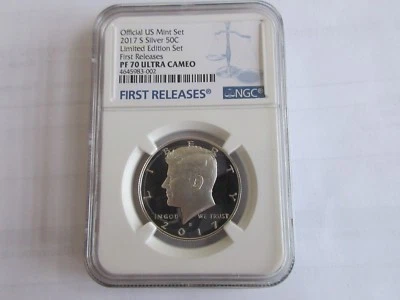 Official US Mint Set
2017 S Silver 50C
Limited Edition Set
First Releases
PF 70 ULTRA CAMEO
4645983-002
FIRST RELEASES
NGC
LIBERTY
IN GOD WE TRUST
S
2017